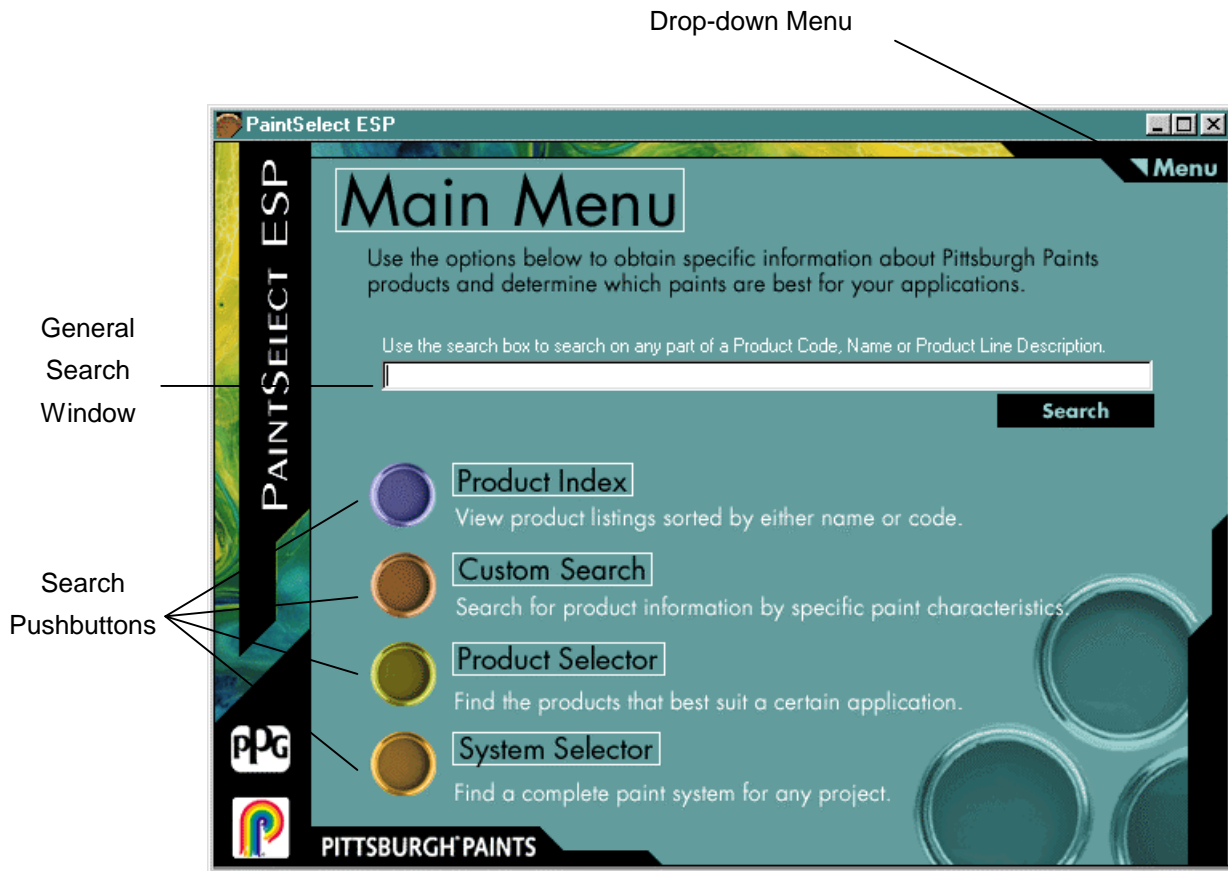 Drop-down Menu
PaintSelect ESP
Menu
PAINTSELECT ESP
Main Menu
Use the options below to obtain specific information about Pittsburgh Paints
products and determine which paints are best for your applications.
General
Search
Window
Use the search box to search on any part of a Product Code, Name or Product Line Description.
Search
Product Index
View product listings sorted by either name or code.
Custom Search
Search for product information by specific paint characteristics.
Search
Pushbuttons
Product Selector
Find the products that best suit a certain application.
System Selector
Find a complete paint system for any project.
PPG
P
PITTSBURGH® PAINTS